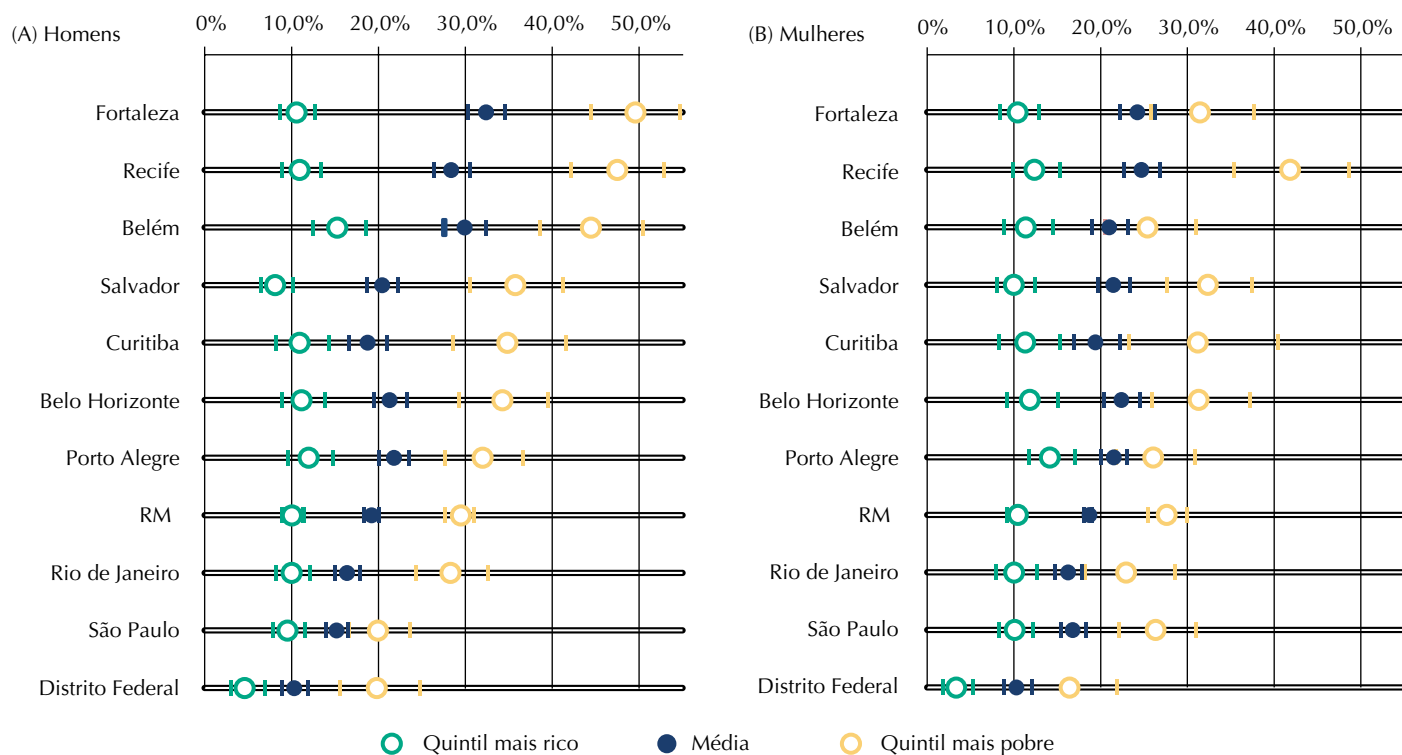 (A) Homens
0% 10,0% 20,0% 30,0% 40,0% 50,0%
Fortaleza
Recife
Belém
Salvador
Curitiba
Belo Horizonte
Porto Alegre
RM
Rio de Janeiro
São Paulo
Distrito Federal
(B) Mulheres
0% 10,0% 20,0% 30,0% 40,0% 50,0%
Fortaleza
Recife
Belém
Salvador
Curitiba
Belo Horizonte
Porto Alegre
RM
Rio de Janeiro
São Paulo
Distrito Federal
Quintil mais rico Média Quintil mais pobre